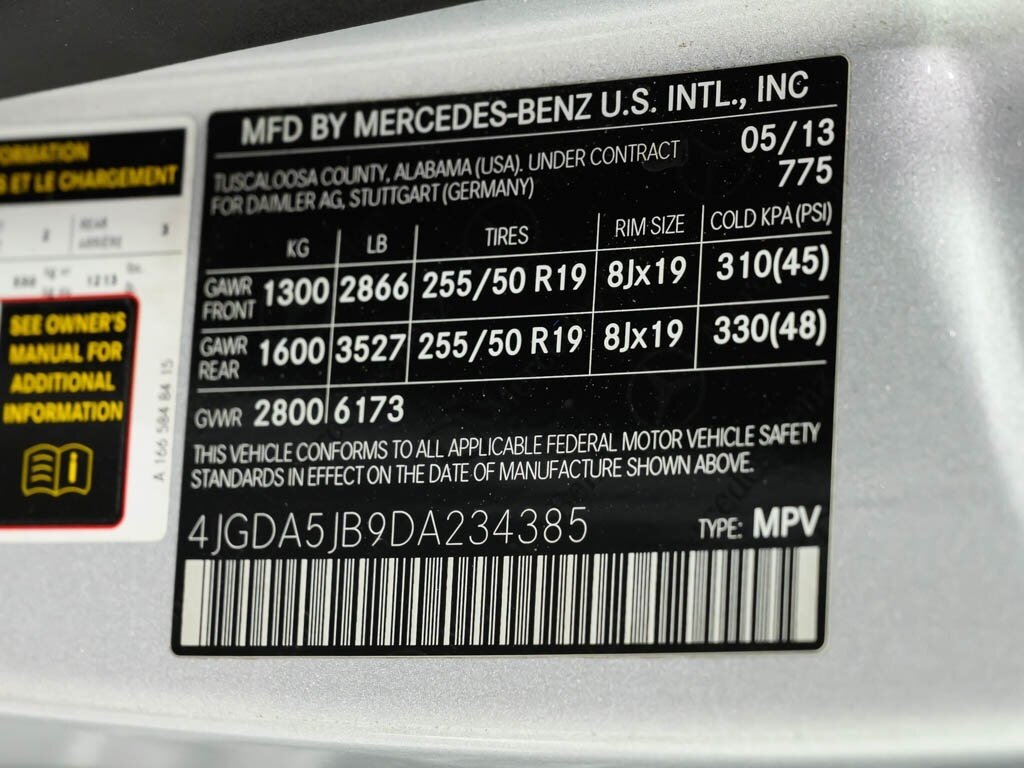 MFD BY MERCEDES-BENZ U.S. INTL., INC
TUSCALOOSA COUNTY, ALABAMA (USA). UNDER CONTRACT
FOR DAIMLER AG, STUTTGART (GERMANY)
05/13
775
KG LB TIRES RIM SIZE COLD KPA (PSI)
GAWR FRONT 1300 2866 255/50 R19 8Jx19 310(45)
GAWR REAR 1600 3527 255/50 R19 8Jx19 330(48)
GVWR 2800 6173
THIS VEHICLE CONFORMS TO ALL APPLICABLE FEDERAL MOTOR VEHICLE SAFETY
STANDARDS IN EFFECT ON THE DATE OF MANUFACTURE SHOWN ABOVE.
4JGDA5JB9DA234385 TYPE: MPV
ET LE CHARGEMENT
REAR 3
ARRIÈRE
1213
SEE OWNER'S
MANUAL FOR
ADDITIONAL
INFORMATION
A 166 584 84 15